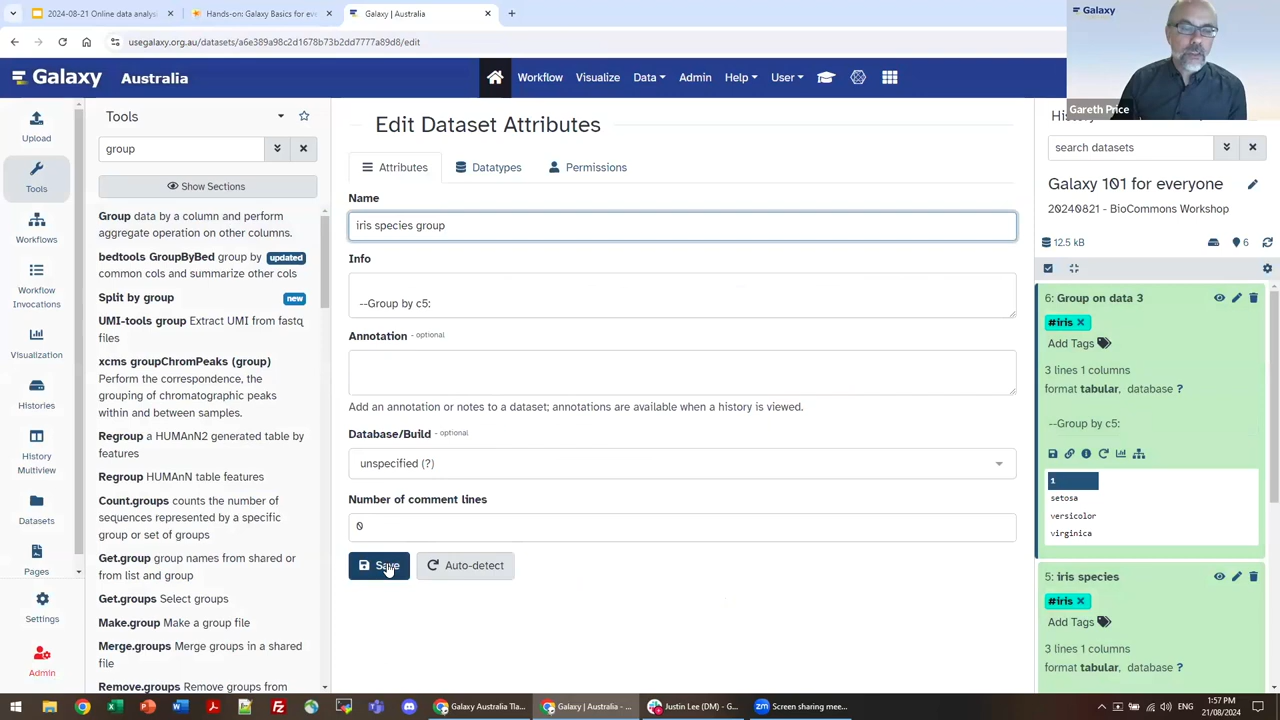 2024-08-21 Online data analysi
Hands-on: Galaxy Basics for ev
Galaxy | Australia
usegalaxy.org.au/datasets/a6e389a98c2d1678b73b2dd7777a89d8/edit
Galaxy Australia
Workflow
Visualize
Data
Admin
Help
User
Galaxy
Gareth Price
Upload
Tools
Workflows
Workflow
Invocations
Visualization
Histories
History
Multiview
Datasets
Pages
Settings
Admin
Tools
group
Show Sections
Group data by a column and perform
aggregate operation on other columns.
bedtools GroupByBed group by updated
common cols and summarize other cols
Split by group new
UMI-tools group Extract UMI from fastq
files
xcms groupChromPeaks (group)
Perform the correspondence, the
grouping of chromatographic peaks
within and between samples.
Regroup a HUMAnN2 generated table by
features
Regroup HUMAnN table features
Count.groups counts the number of
sequences represented by a specific
group or set of groups
Get.group group names from shared or
from list and group
Get.groups Select groups
Make.group Make a group file
Merge.groups Merge groups in a shared
file
Remove.groups Remove groups from
Edit Dataset Attributes
Attributes
Datatypes
Permissions
Name
iris species group
Info
--Group by c5:
Annotation - optional
Add an annotation or notes to a dataset; annotations are available when a history is viewed.
Database/Build - optional
unspecified (?)
Number of comment lines
0
Save
Auto-detect
search datasets
Galaxy 101 for everyone
20240821 - BioCommons Workshop
12.5 kB
6
6: Group on data 3
#iris
Add Tags
3 lines 1 columns
format tabular, database ?
--Group by c5:
1
setosa
versicolor
virginica
5: iris species
#iris
Add Tags
3 lines 1 columns
format tabular, database ?
Galaxy Australia Tla...
Galaxy | Australia - ...
Justin Lee (DM) - G...
Screen sharing mee...
ENG
1:57 PM
21/08/2024